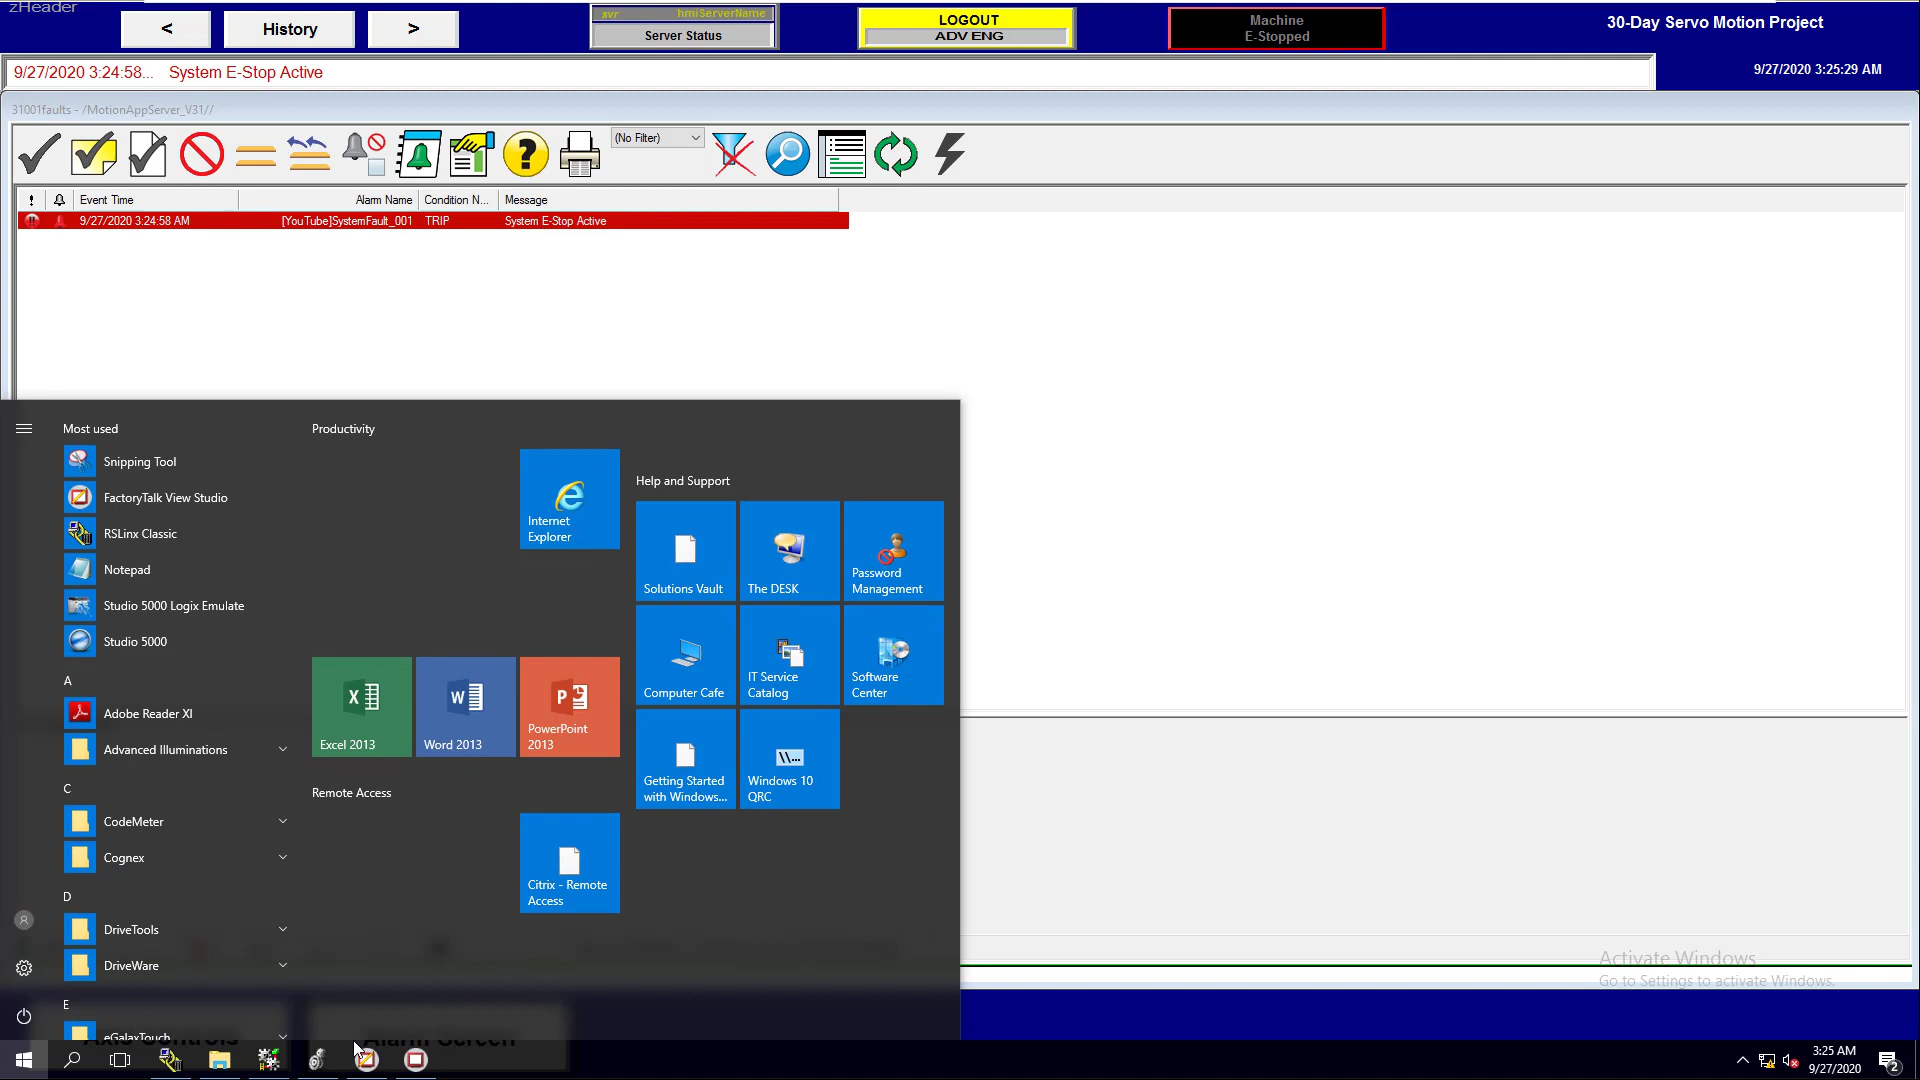 zHeader
<
History
>
svr hmiServerName
Server Status
LOGOUT
ADV ENG
Machine
E-Stopped
30-Day Servo Motion Project
9/27/2020 3:24:58... System E-Stop Active
9/27/2020 3:25:29 AM
31001faults - /MotionAppServer_V31//
(No Filter)
! Event Time Alarm Name Condition N... Message
9/27/2020 3:24:58 AM [YouTube]SystemFault_001 TRIP System E-Stop Active
Most used
Snipping Tool
FactoryTalk View Studio
RSLinx Classic
Notepad
Studio 5000 Logix Emulate
Studio 5000
A
Adobe Reader XI
Advanced Illuminations
C
CodeMeter
Cognex
D
DriveTools
DriveWare
E
eGalaxTouch
Productivity
Internet
Explorer
Excel 2013
Word 2013
PowerPoint
2013
Remote Access
Citrix - Remote
Access
Help and Support
Solutions Vault
The DESK
Password
Management
Computer Cafe
IT Service
Catalog
Software
Center
Getting Started
with Windows...
\\...
Windows 10
QRC
Activate Windows
Go to Settings to activate Windows.
Axis Controls
Alarm Screen
3:25 AM
9/27/2020
2